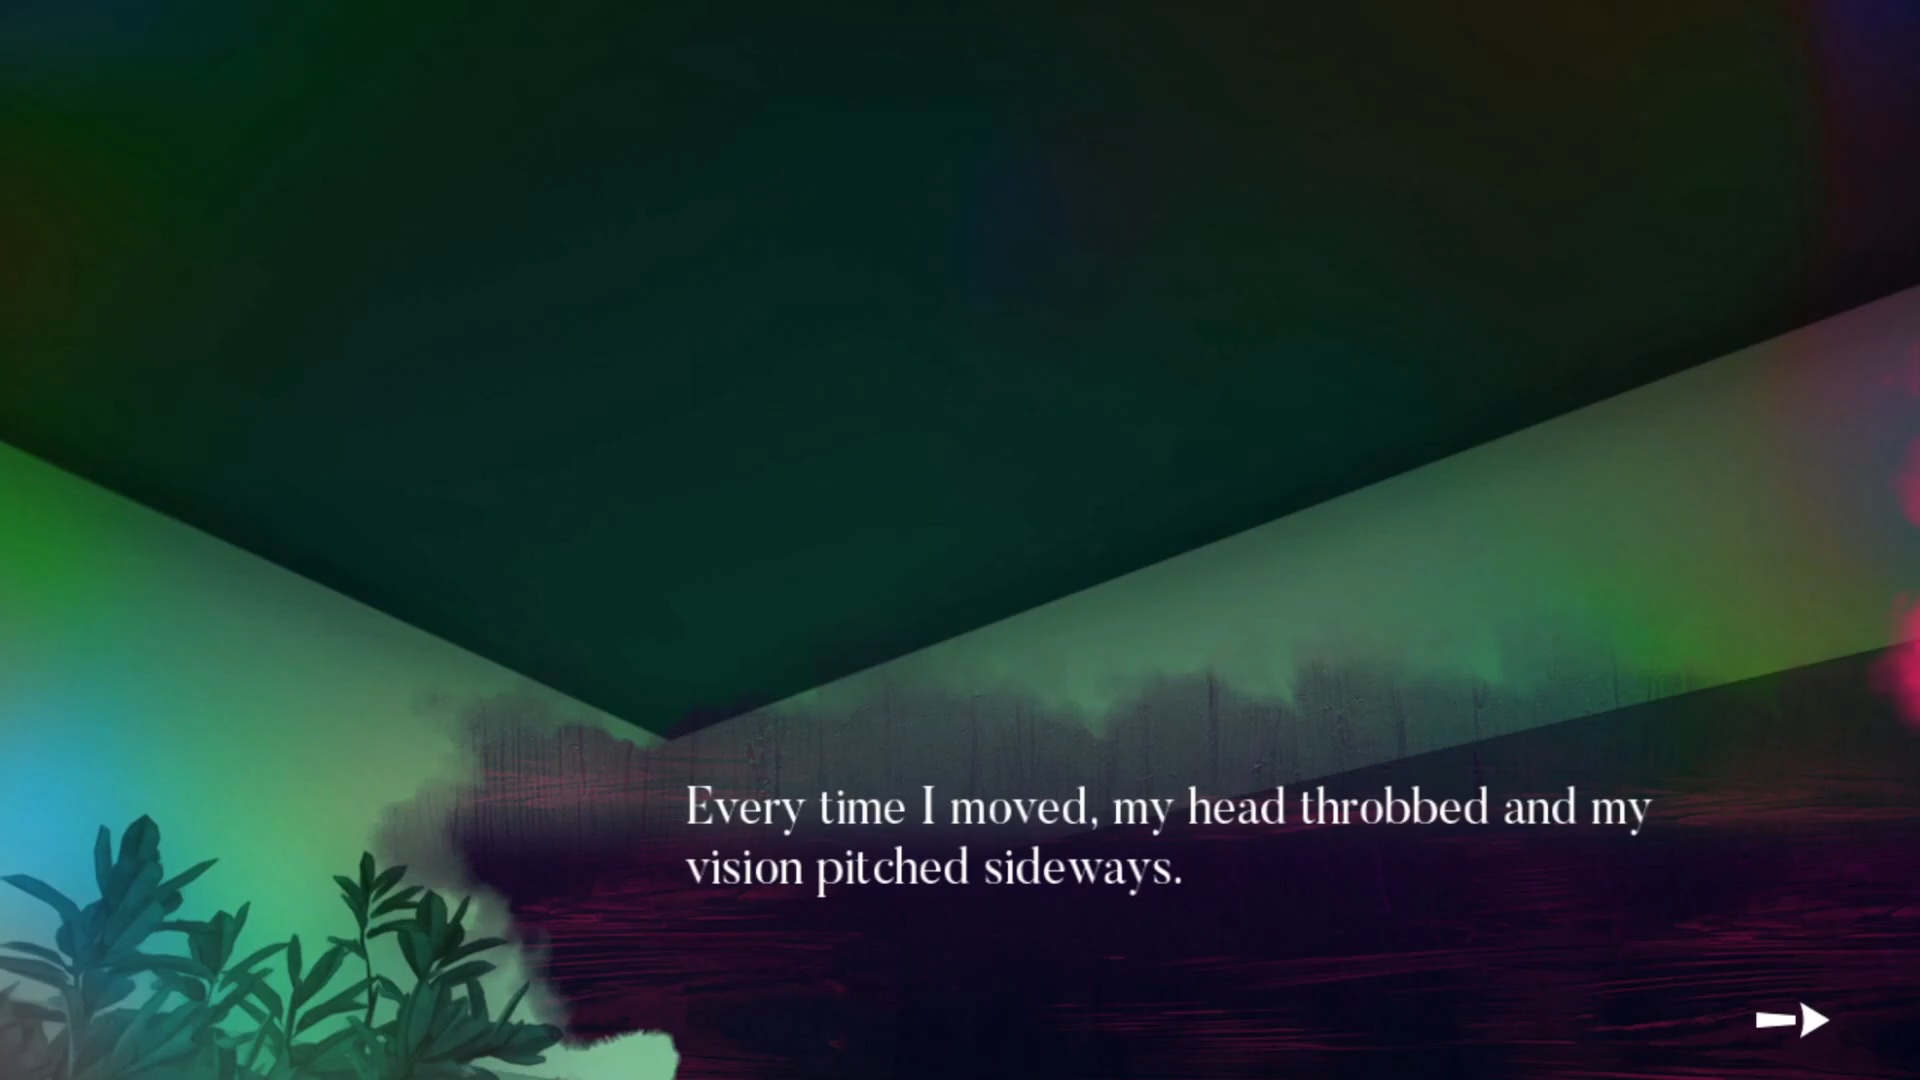 Every time I moved, my head throbbed and my
vision pitched sideways.